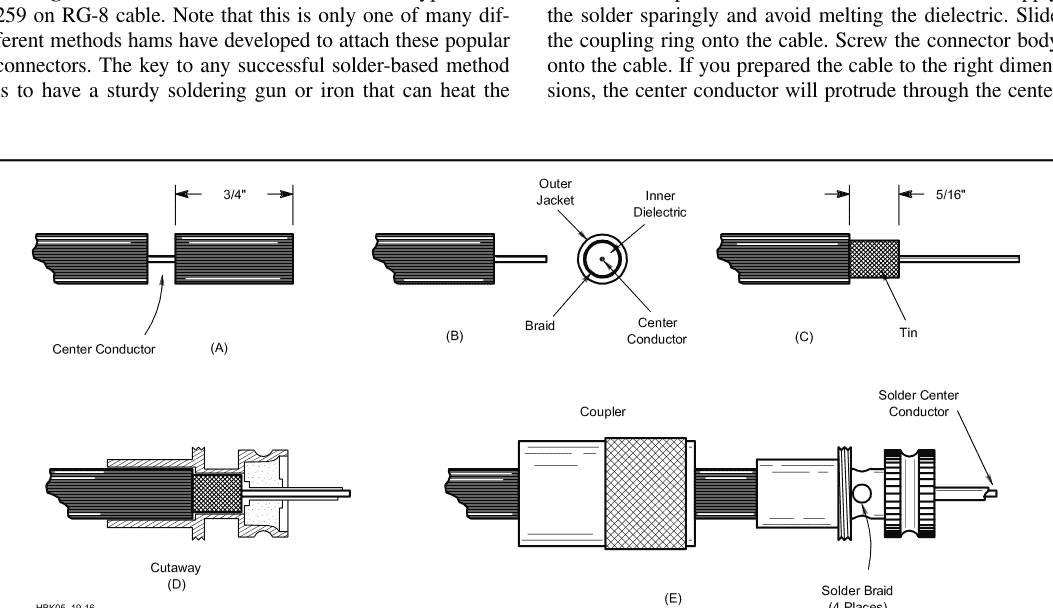 259 on RG-8 cable. Note that this is only one of many dif-
ferent methods hams have developed to attach these popular
connectors. The key to any successful solder-based method
is to have a sturdy soldering gun or iron that can heat the
the solder sparingly and avoid melting the dielectric. Slide
the coupling ring onto the cable. Screw the connector body
onto the cable. If you prepared the cable to the right dimen
sions, the center conductor will protrude through the cente
3/4"
Center Conductor
(A)
(B)
Outer
Jacket
Inner
Dielectric
Braid
Center
Conductor
5/16"
Tin
(C)
Cutaway
(D)
Coupler
Solder Center
Conductor
Solder Braid
(4 Places)
(E)